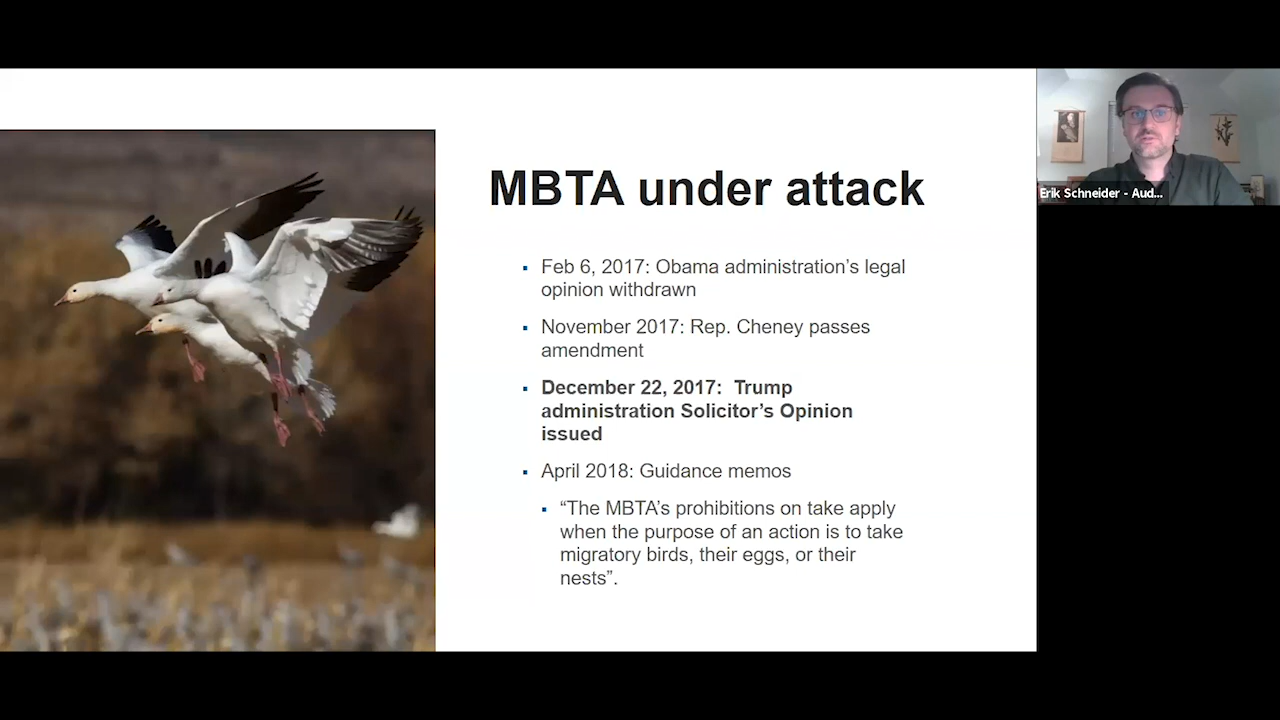 MBTA under attack
Feb 6, 2017: Obama administration’s legal
opinion withdrawn
November 2017: Rep. Cheney passes
amendment
December 22, 2017:  Trump
administration Solicitor’s Opinion
issued
April 2018: Guidance memos
“The MBTA’s prohibitions on take apply
when the purpose of an action is to take
migratory birds, their eggs, or their
nests”.
Erik Schneider - Aud...